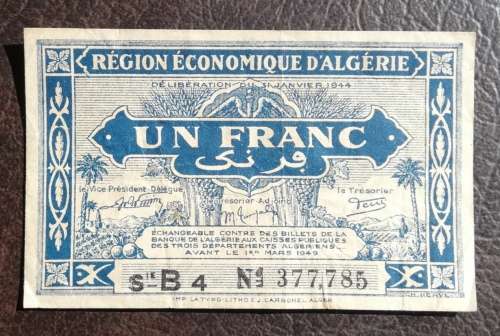 RÉGION ÉCONOMIQUE D'ALGÉRIE
DÉLIBÉRATION DU 31 JANVIER 1944
UN FRANC
فرنك
le Vice Président Délégué
le Trésorier Adjoint
le Trésorier
ÉCHANGEABLE CONTRE DES BILLETS DE LA
BANQUE DE L'ALGÉRIE AUX CAISSES PUBLIQUES
DES TROIS DÉPARTEMENTS ALGÉRIENS
AVANT LE 1ER MARS 1949
SIE B 4 No 377,785
CH. HERVÉ
IMP. LA TYPO-LITHO & J. CARBONEL ALGER